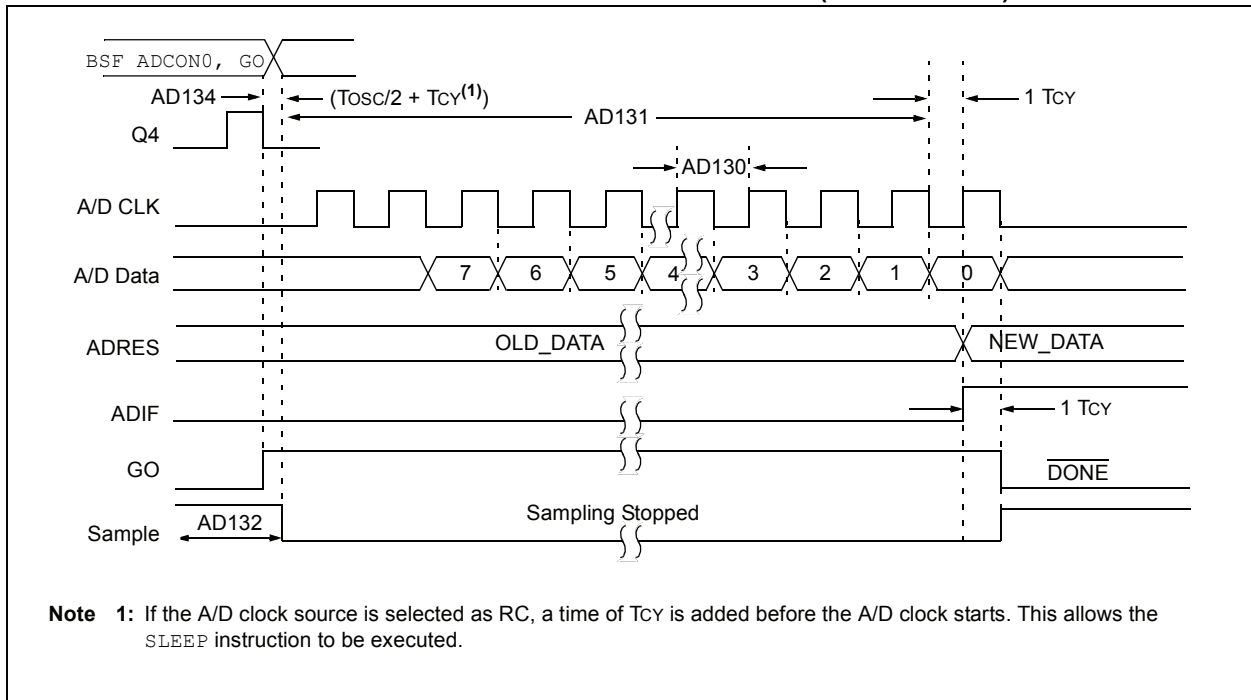 BSF ADCON0, GO
AD134
(TOSC/2 + TCY(1))
1 TCY
AD131
Q4
AD130
A/D CLK
A/D Data
7
6
5
4
3
2
1
0
OLD_DATA
NEW_DATA
ADRES
ADIF
1 TCY
GO
DONE
Sampling Stopped
AD132
Sample
Note 1: If the A/D clock source is selected as RC, a time of TCY is added before the A/D clock starts. This allows the
SLEEP instruction to be executed.